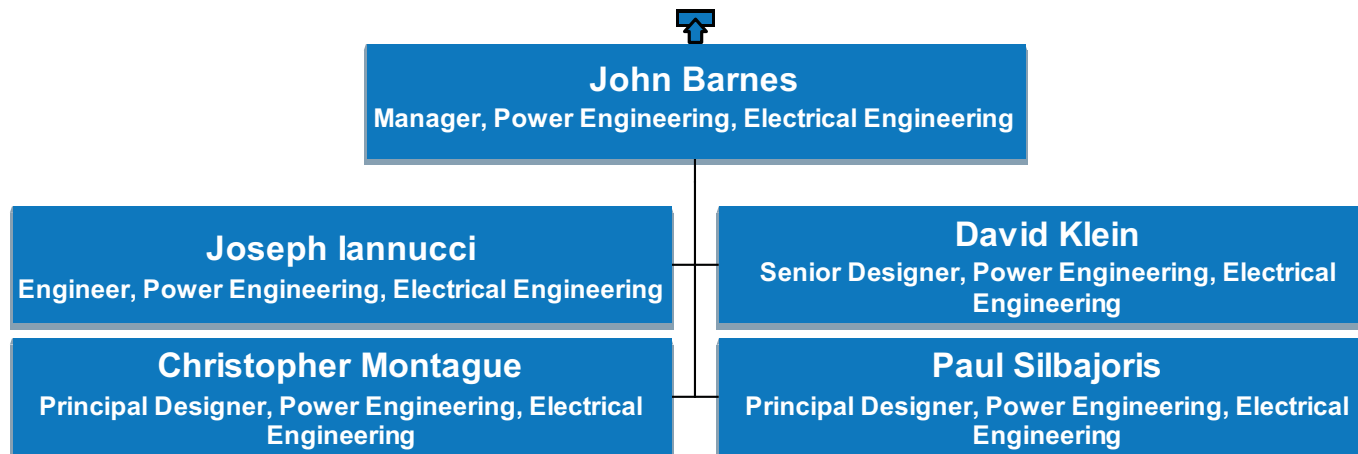 John Barnes
Manager, Power Engineering, Electrical Engineering
Joseph Iannucci
Engineer, Power Engineering, Electrical Engineering
David Klein
Senior Designer, Power Engineering, Electrical
Engineering
Christopher Montague
Principal Designer, Power Engineering, Electrical
Engineering
Paul Silbajoris
Principal Designer, Power Engineering, Electrical
Engineering